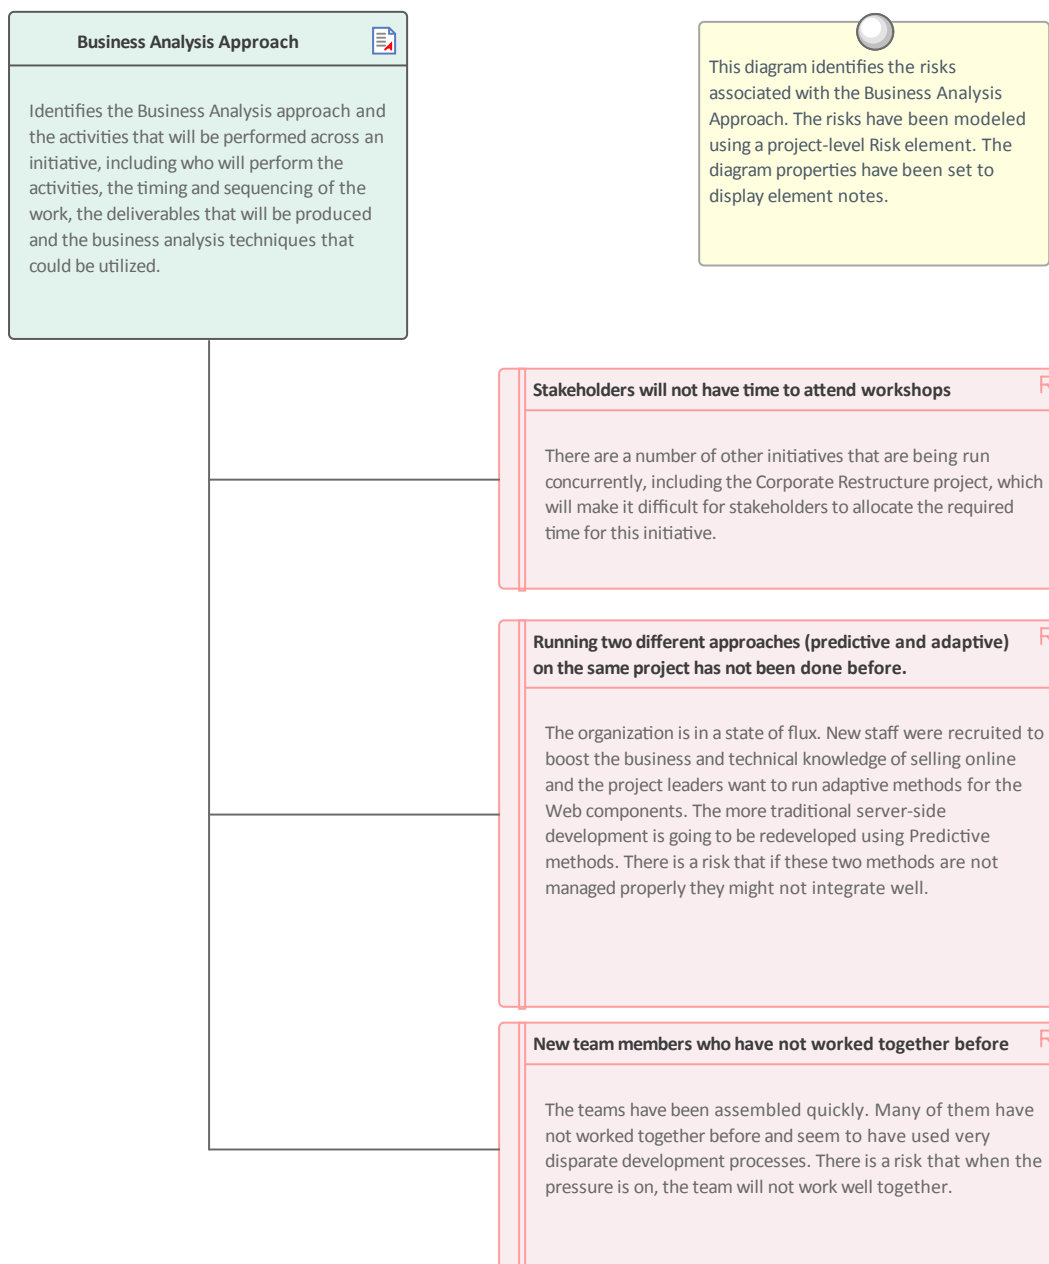 Business Analysis Approach
Identifies the Business Analysis approach and
the activities that will be performed across an
initiative, including who will perform the
activities, the timing and sequencing of the
work, the deliverables that will be produced
and the business analysis techniques that
could be utilized.
This diagram identifies the risks
associated with the Business Analysis
Approach. The risks have been modeled
using a project-level Risk element. The
diagram properties have been set to
display element notes.
Stakeholders will not have time to attend workshops
R
There are a number of other initiatives that are being run
concurrently, including the Corporate Restructure project, which
will make it difficult for stakeholders to allocate the required
time for this initiative.
Running two different approaches (predictive and adaptive)
on the same project has not been done before.
R
The organization is in a state of flux. New staff were recruited to
boost the business and technical knowledge of selling online
and the project leaders want to run adaptive methods for the
Web components. The more traditional server-side
development is going to be redeveloped using Predictive
methods. There is a risk that if these two methods are not
managed properly they might not integrate well.
New team members who have not worked together before
R
The teams have been assembled quickly. Many of them have
not worked together before and seem to have used very
disparate development processes. There is a risk that when the
pressure is on, the team will not work well together.